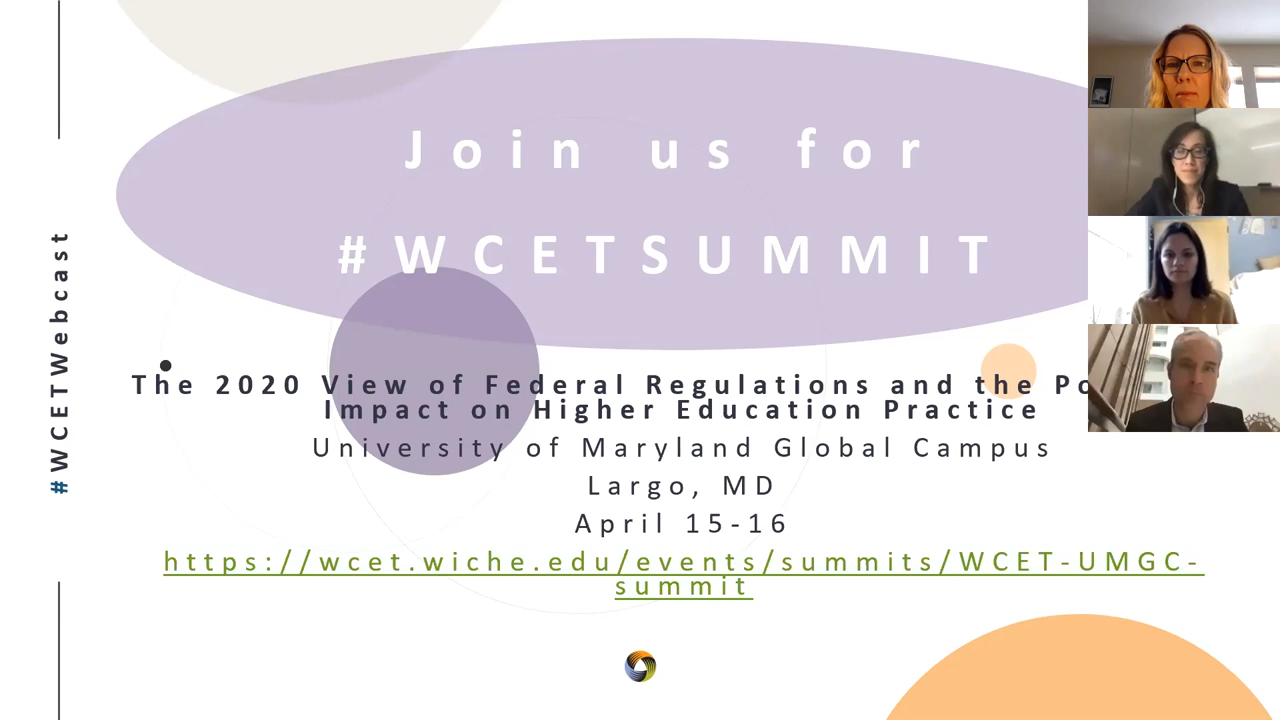 Join us for
#WCETSUMMIT
#WCETWebcast
The 2020 View of Federal Regulations and the
Impact on Higher Education Practice
University of Maryland Global Campus
Largo, MD
April 15-16
https://wcet.wiche.edu/events/summits/WCET-UMGC-
summit